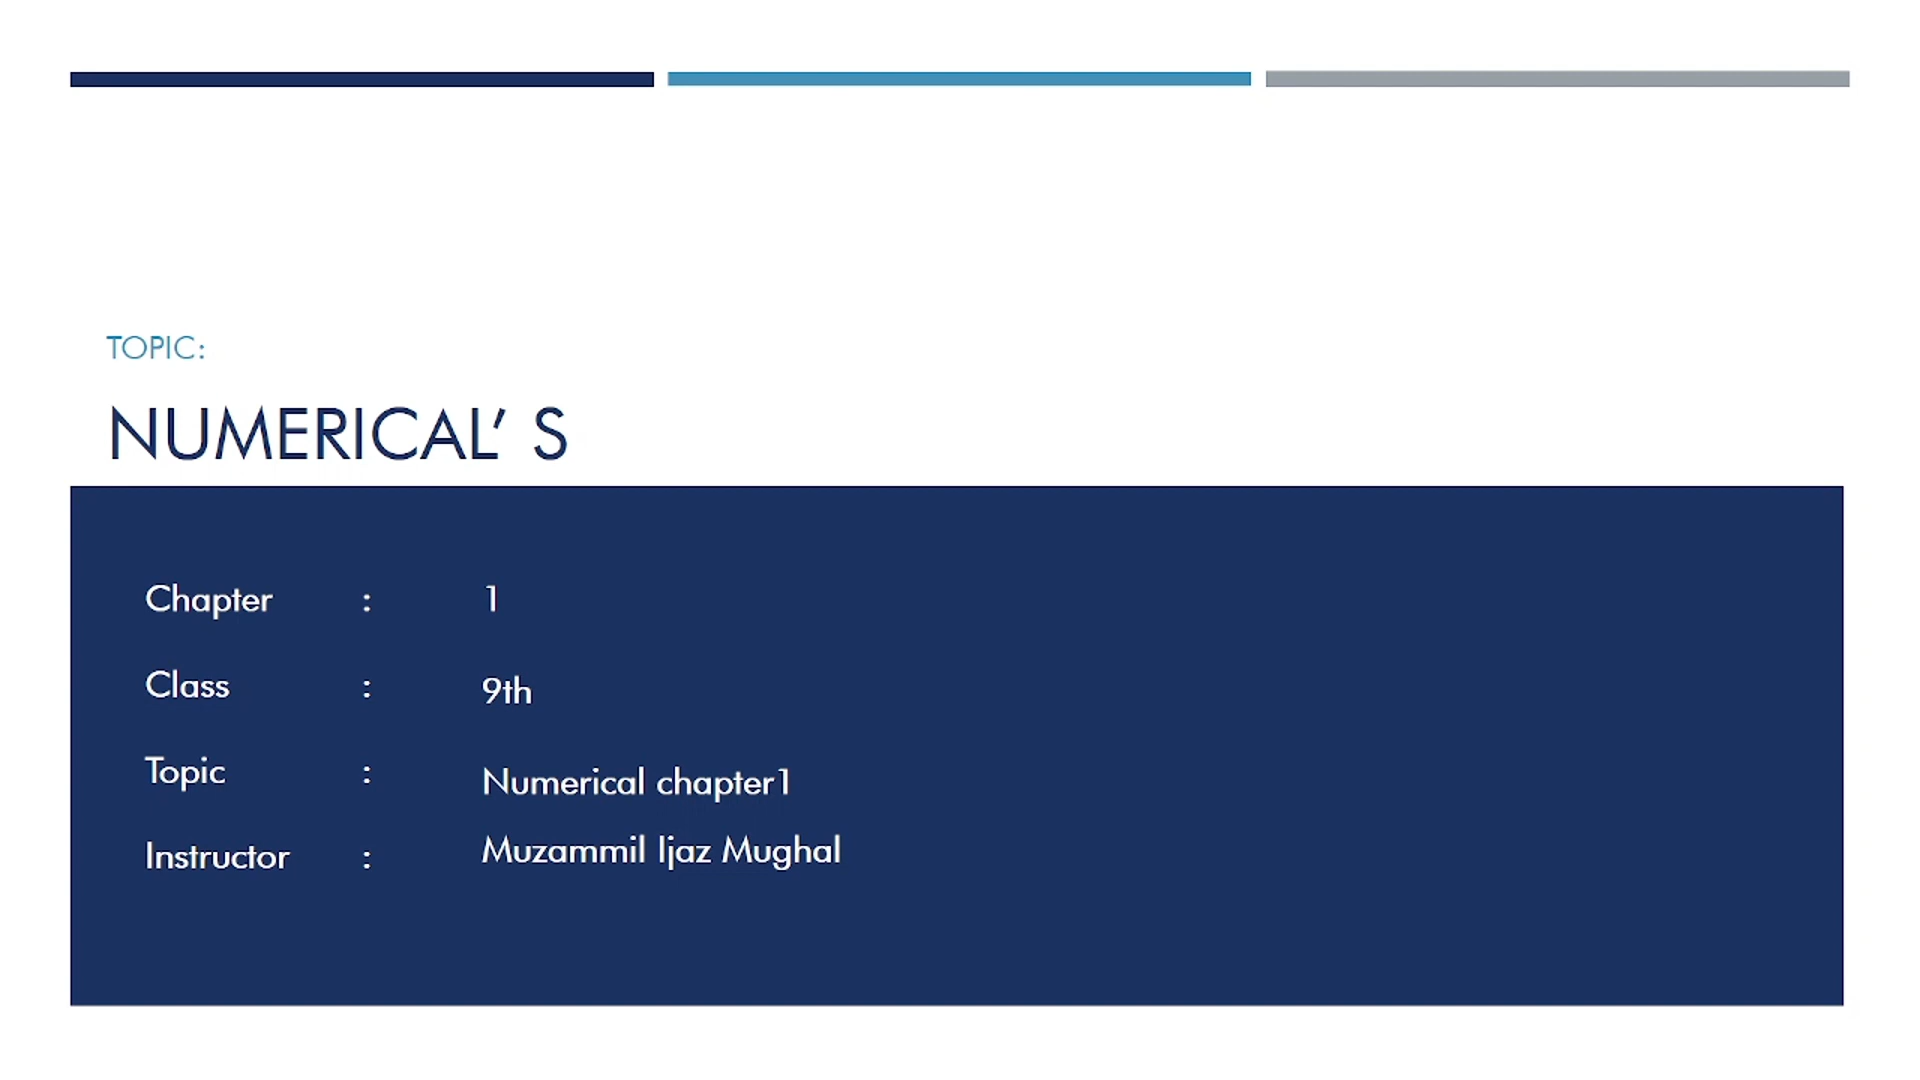 TOPIC:
NUMERICAL’ S
Chapter : 1
Class : 9th
Topic : Numerical chapter1
Instructor : Muzammil Ijaz Mughal